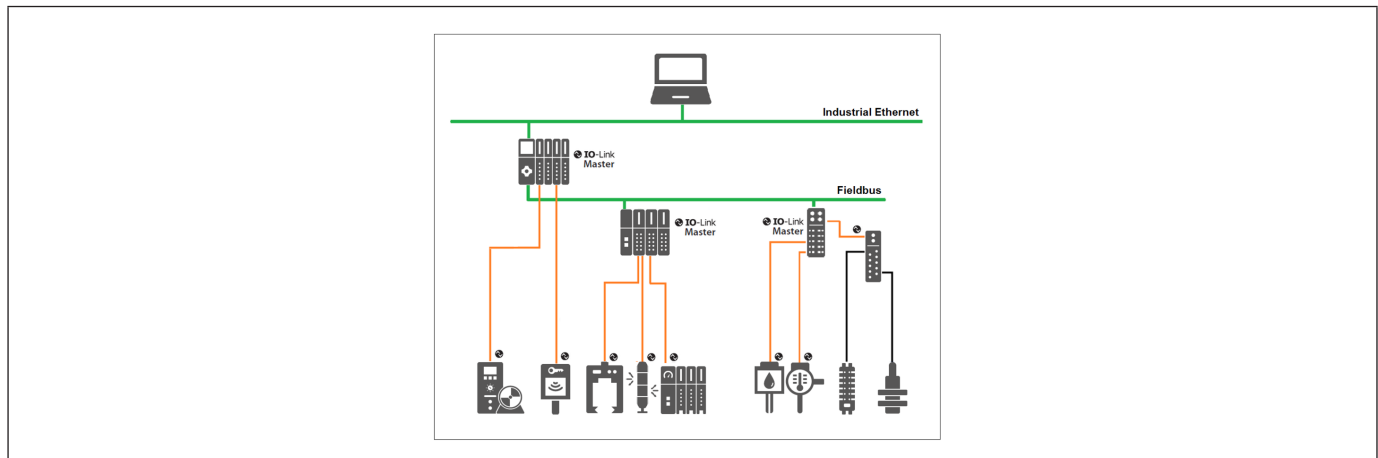 Industrial Ethernet
IO-Link
Master
Fieldbus
IO-Link
Master
IO-Link
Master